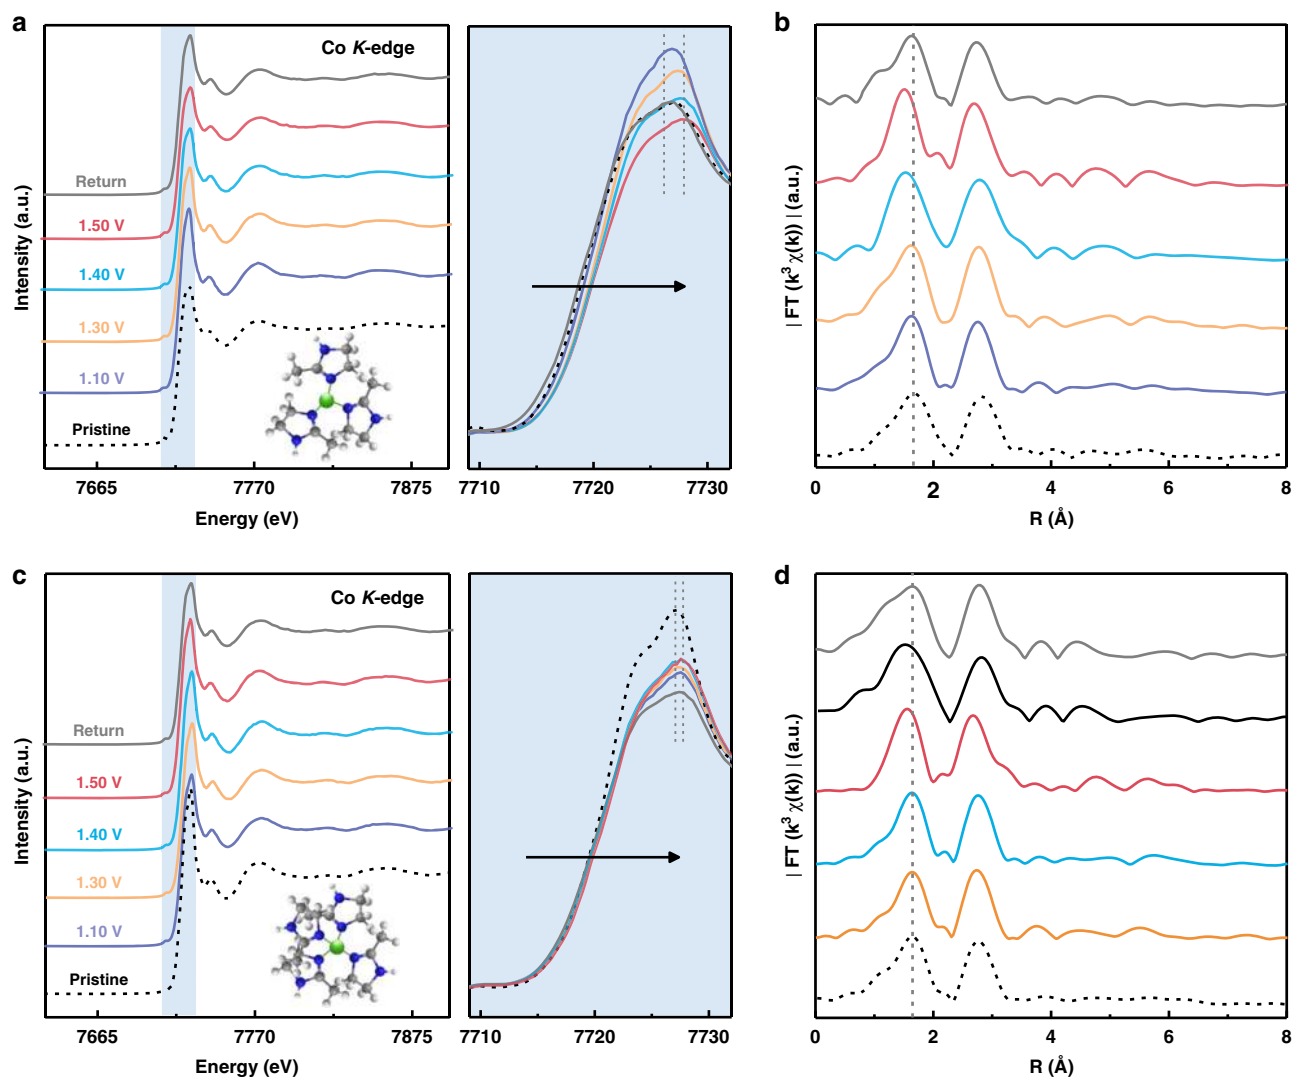 a
Co K-edge
Return
1.50 V
1.40 V
1.30 V
1.10 V
Pristine
Intensity (a.u.)
7665 7770 7875
Energy (eV)
7710 7720 7730
b
| FT (k³ χ(k)) | (a.u.)
0 2 4 6 8
R (Å)
c
Co K-edge
Return
1.50 V
1.40 V
1.30 V
1.10 V
Pristine
Intensity (a.u.)
7665 7770 7875
Energy (eV)
7710 7720 7730
d
| FT (k³ χ(k)) | (a.u.)
0 2 4 6 8
R (Å)